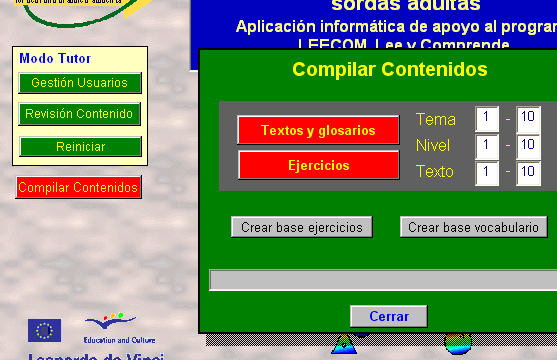 sordas adultas
Aplicación informática de apoyo al progra
LEECOM. Lee y Comprende
Modo Tutor
Gestión Usuarios
Revisión Contenido
Reiniciar
Compilar Contenidos
Compilar Contenidos
Textos y glosarios
Ejercicios
Tema 1 - 10
Nivel 1 - 10
Texto 1 - 10
Crear base ejercicios
Crear base vocabulario
Cerrar
Education and Culture
Leonardo da Vinci